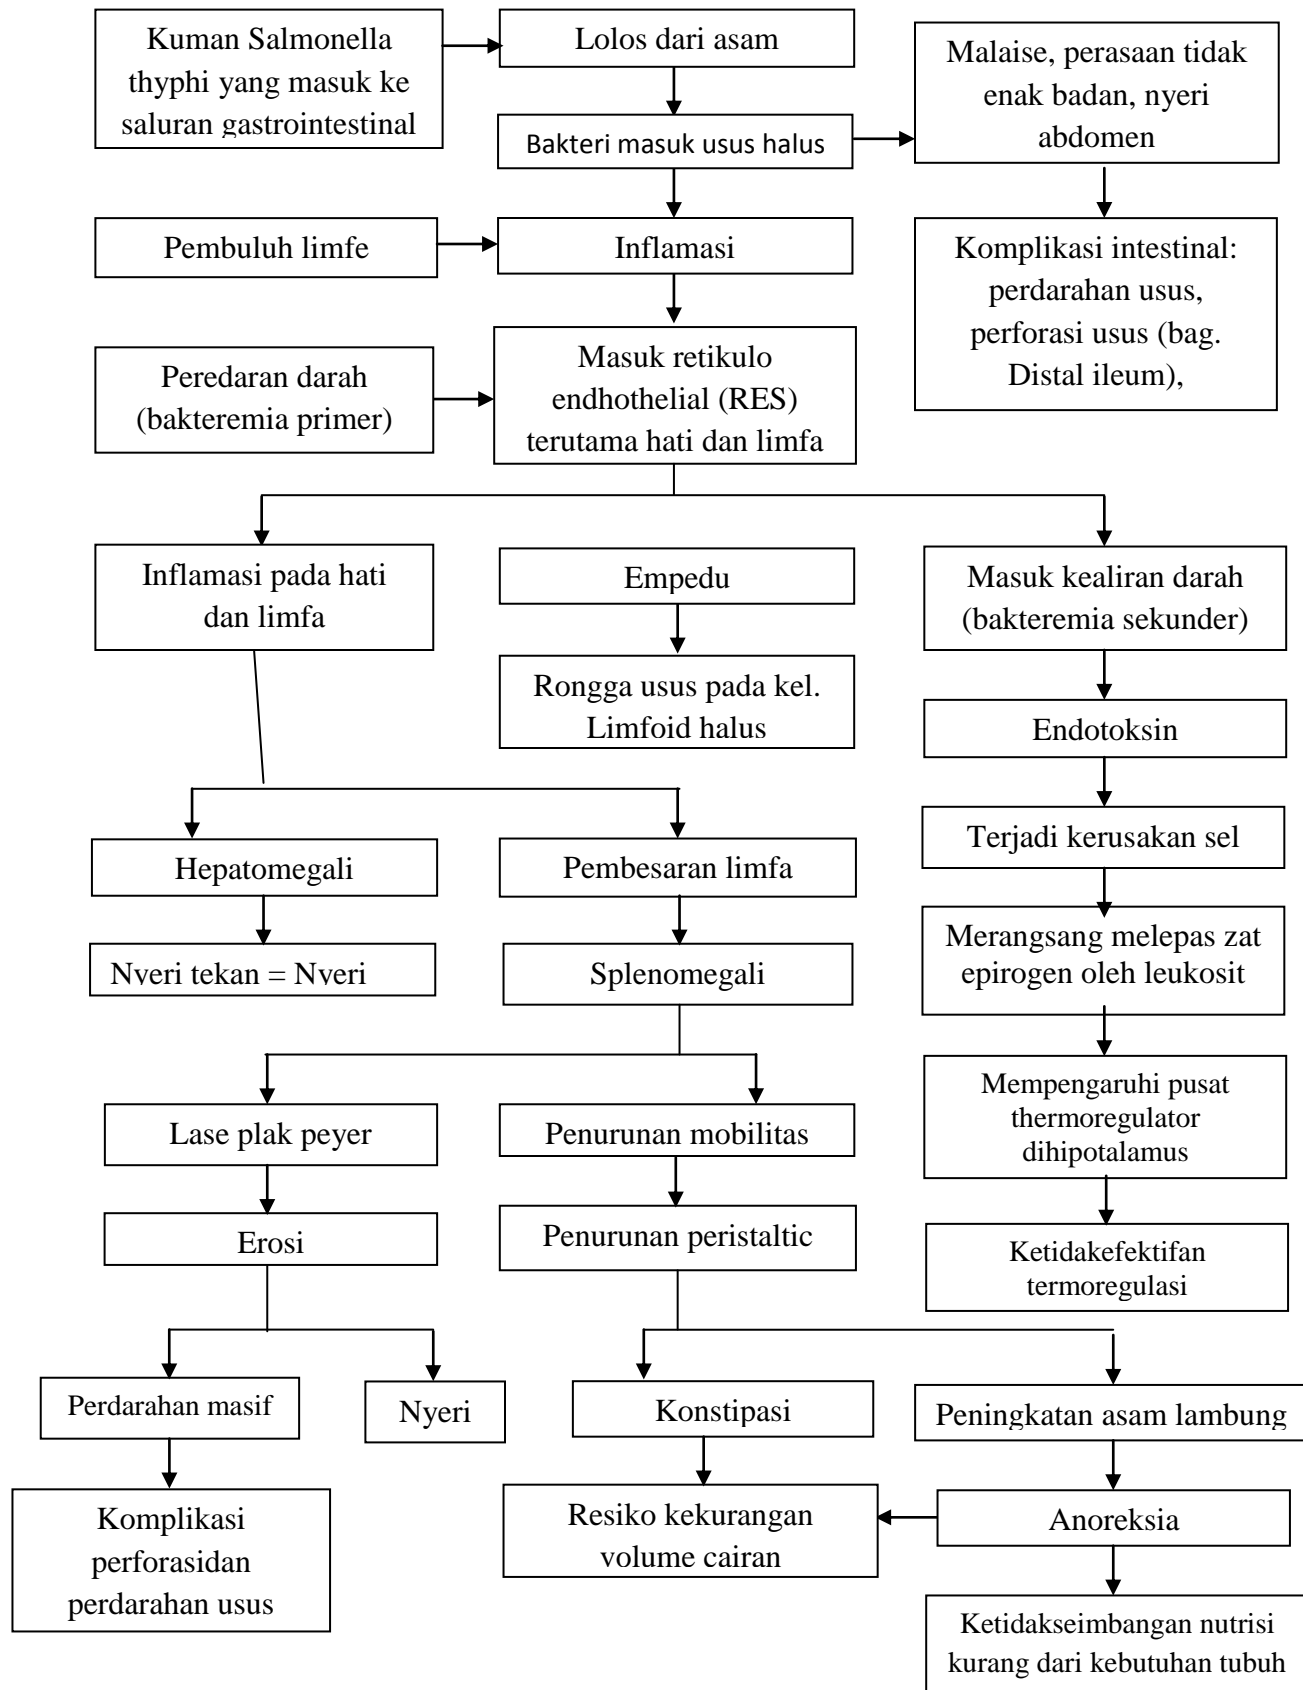 Kuman Salmonella
thyphi yang masuk ke
saluran gastrointestinal
Lolos dari asam
Malaise, perasaan tidak
enak badan, nyeri
abdomen
Bakteri masuk usus halus
Pembuluh limfe
Inflamasi
Komplikasi intestinal:
perdarahan usus,
perforasi usus (bag.
Distal ileum),
Peredaran darah
(bakteremia primer)
Masuk retikulo
endhothelial (RES)
terutama hati dan limfa
Inflamasi pada hati
dan limfa
Empedu
Masuk kealiran darah
(bakteremia sekunder)
Rongga usus pada kel.
Limfoid halus
Endotoksin
Terjadi kerusakan sel
Hepatomegali
Pembesaran limfa
Merangsang melepas zat
epirogen oleh leukosit
Nyeri tekan = Nyeri
Splenomegali
Mempengaruhi pusat
thermoregulator
dihipotalamus
Lase plak peyer
Penurunan mobilitas
Erosi
Penurunan peristaltic
Ketidakefektifan
termoregulasi
Perdarahan masif
Nyeri
Konstipasi
Peningkatan asam lambung
Komplikasi
perforasidan
perdarahan usus
Resiko kekurangan
volume cairan
Anoreksia
Ketidakseimbangan nutrisi
kurang dari kebutuhan tubuh